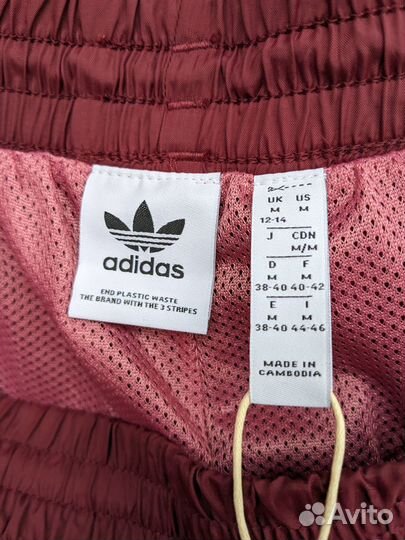 adidas
END PLASTIC WASTE
THE BRAND WITH THE 3 STRIPES
UK US
M M
12-14
J CDN
M/M
D F
M M
38-40 40-42
E I
M M
38-40 44-46
MADE IN
CAMBODIA
Avito